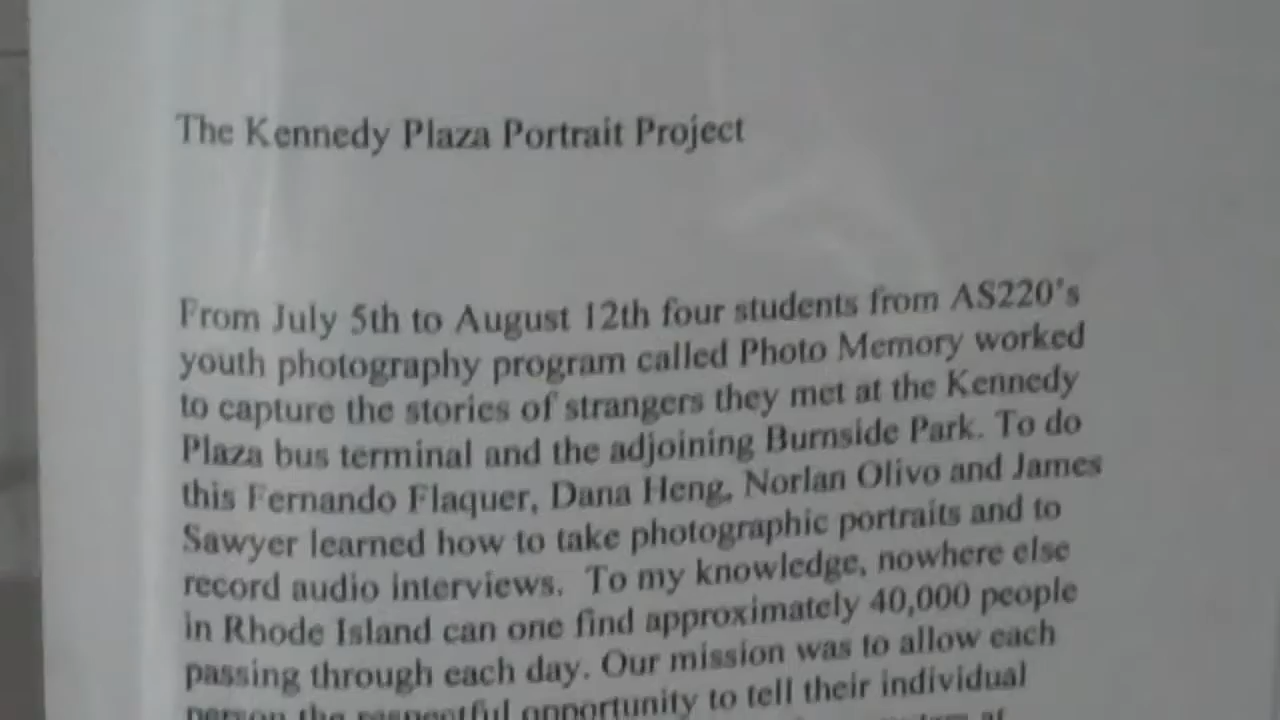 The Kennedy Plaza Portrait Project
From July 5th to August 12th four students from AS220's
youth photography program called Photo Memory worked
to capture the stories of strangers they met at the Kennedy
Plaza bus terminal and the adjoining Burnside Park. To do
this Fernando Flaquer, Dana Heng, Norlan Olivo and James
Sawyer learned how to take photographic portraits and to
record audio interviews. To my knowledge, nowhere else
in Rhode Island can one find approximately 40,000 people
passing through each day. Our mission was to allow each
person the respectful opportunity to tell their individual